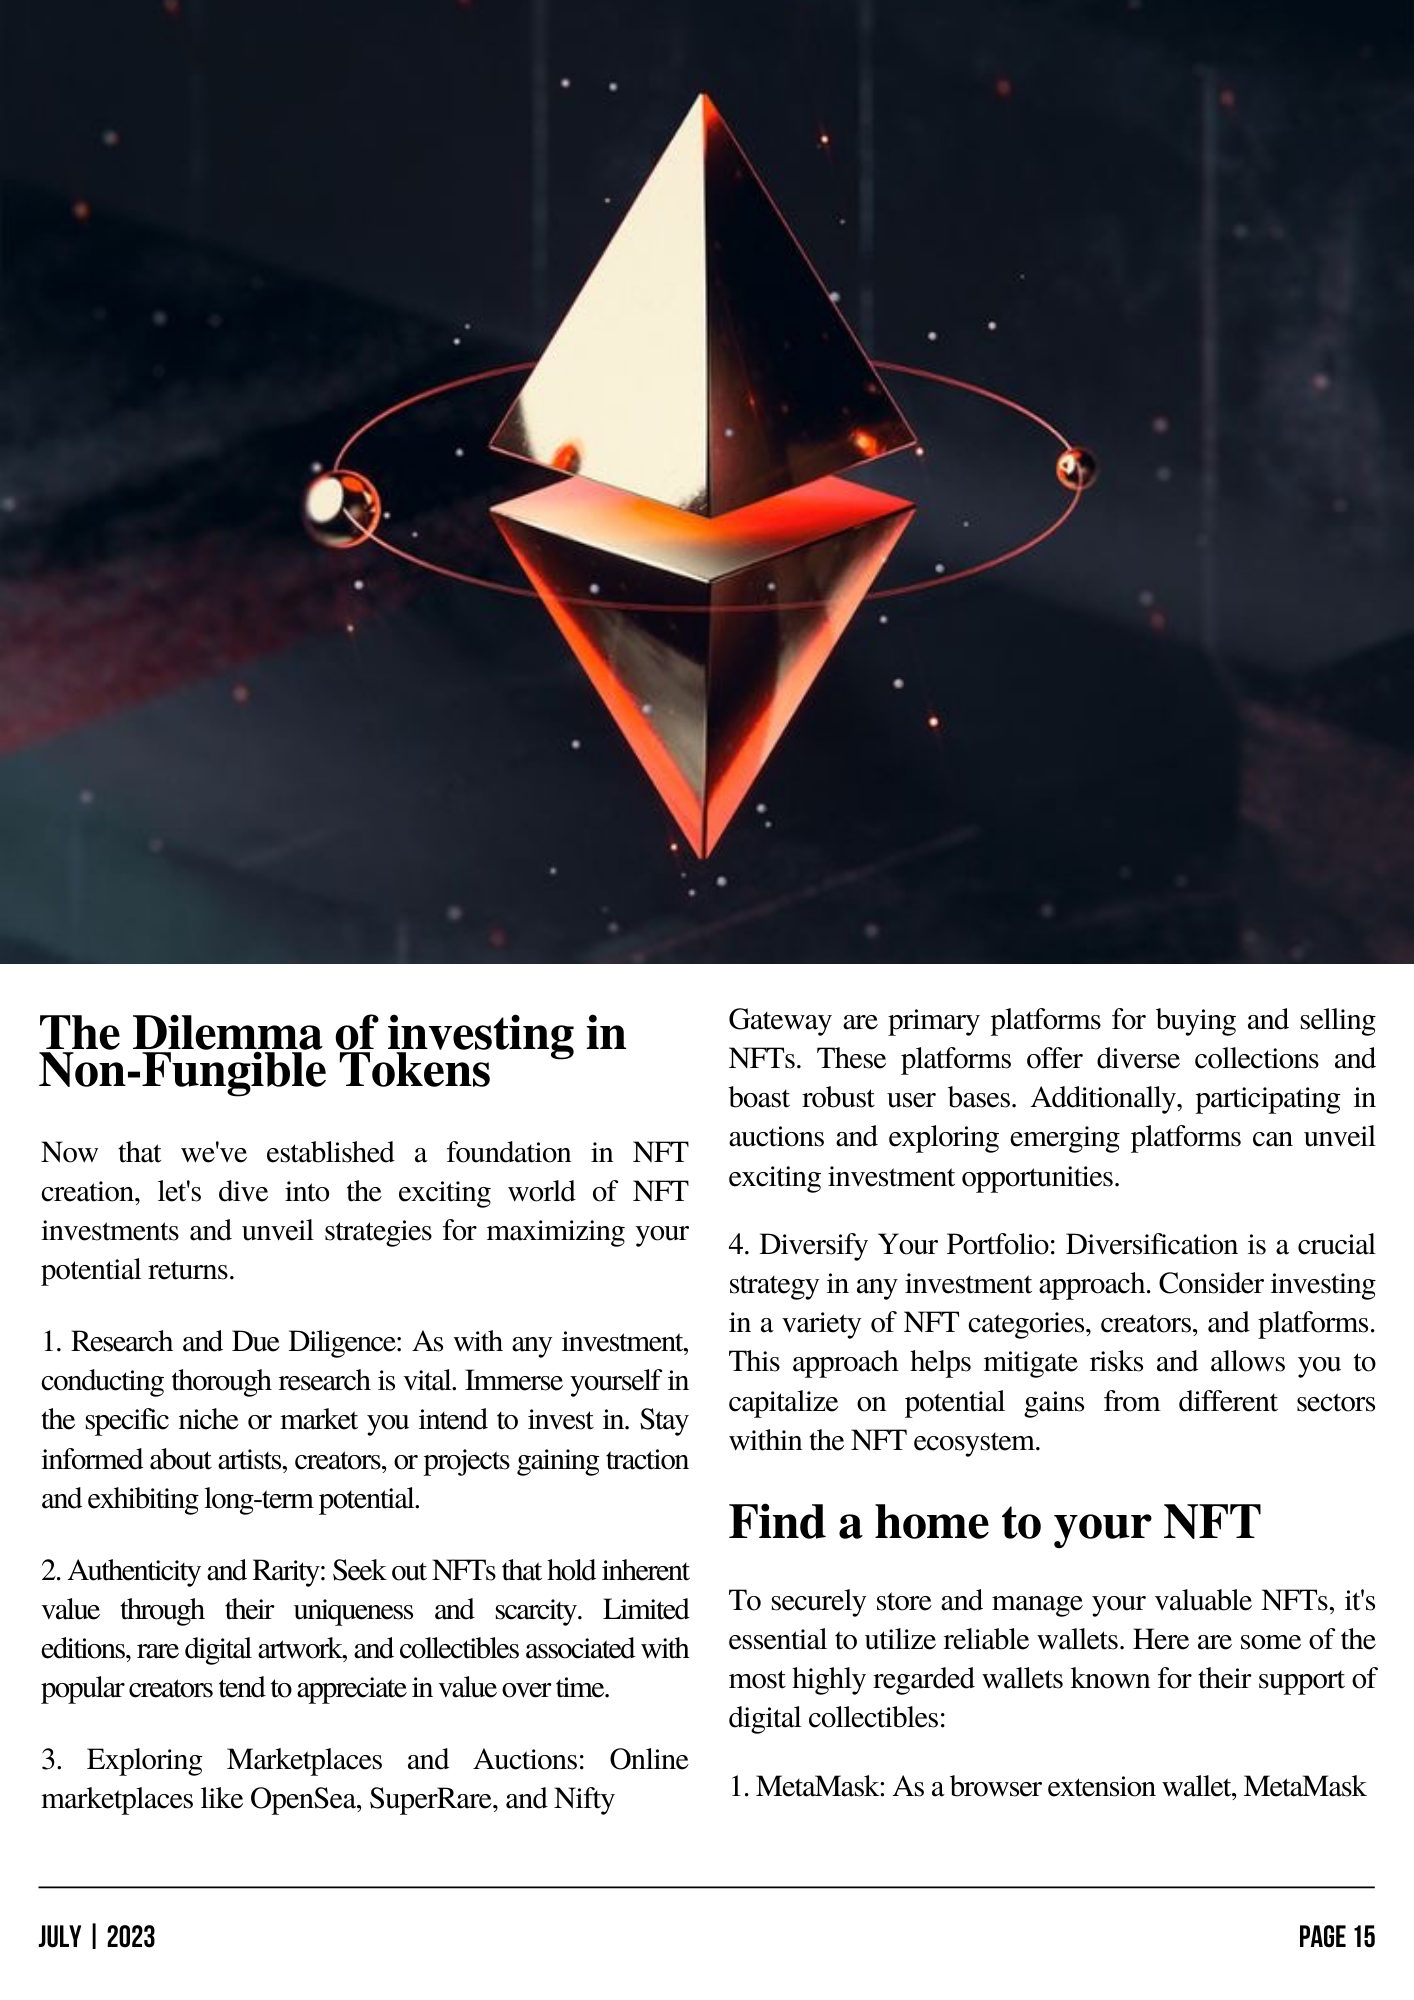 The Dilemma of investing in
Non-Fungible Tokens
Now that we've established a foundation in NFT
creation, let's dive into the exciting world of NFT
investments and unveil strategies for maximizing your
potential returns.
1. Research and Due Diligence: As with any investment,
conducting thorough research is vital. Immerse yourself in
the specific niche or market you intend to invest in. Stay
informed about artists, creators, or projects gaining traction
and exhibiting long-term potential.
2. Authenticity and Rarity: Seek out NFTs that hold inherent
value through their uniqueness and scarcity. Limited
editions, rare digital artwork, and collectibles associated with
popular creators tend to appreciate in value over time.
3. Exploring Marketplaces and Auctions: Online
marketplaces like OpenSea, SuperRare, and Nifty
Gateway are primary platforms for buying and selling
NFTs. These platforms offer diverse collections and
boast robust user bases. Additionally, participating in
auctions and exploring emerging platforms can unveil
exciting investment opportunities.
4. Diversify Your Portfolio: Diversification is a crucial
strategy in any investment approach. Consider investing
in a variety of NFT categories, creators, and platforms.
This approach helps mitigate risks and allows you to
capitalize on potential gains from different sectors
within the NFT ecosystem.
Find a home to your NFT
To securely store and manage your valuable NFTs, it's
essential to utilize reliable wallets. Here are some of the
most highly regarded wallets known for their support of
digital collectibles:
1. MetaMask: As a browser extension wallet, MetaMask
JULY | 2023
PAGE 15